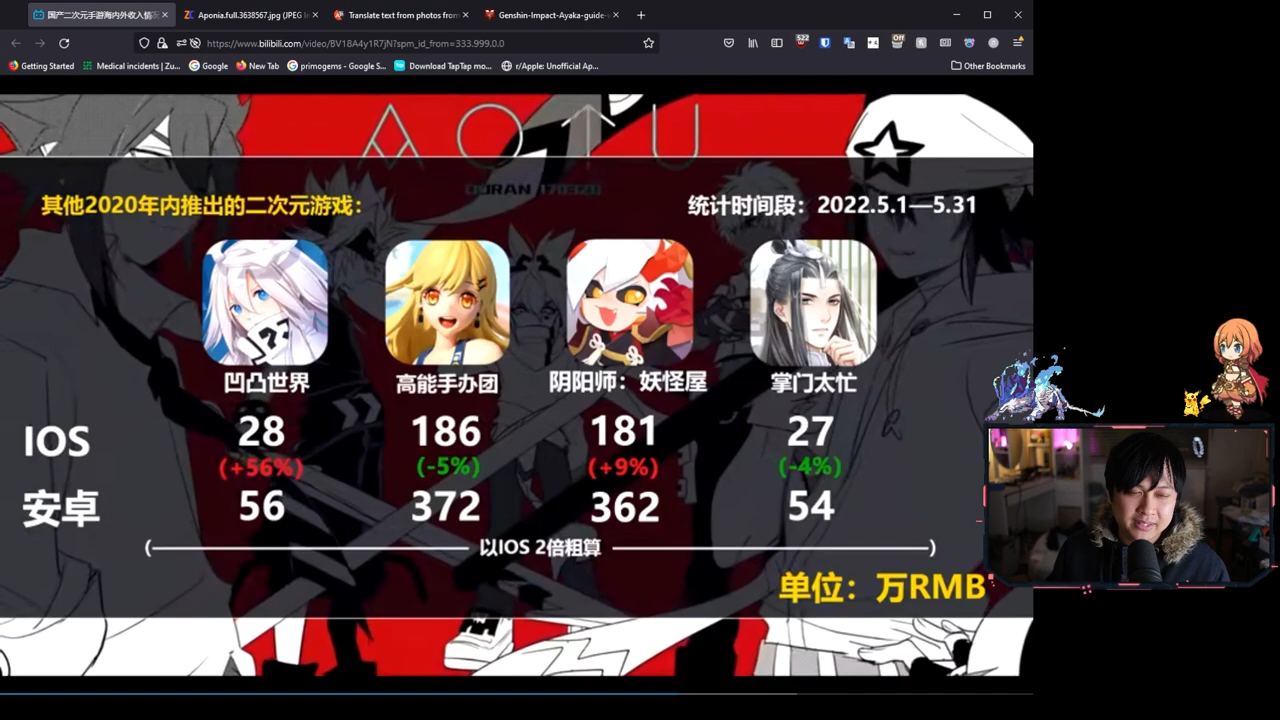 国产二次元手游海内外收入情况
Aponia.full.3638567.jpg (JPEG I
Translate text from photos from
Genshin-Impact-Ayaka-guide-v
https://www.bilibili.com/video/BV18A4y1R7jN?spm_id_from=333.999.0.0
522
Off
Getting Started
Medical incidents | Zu...
Google
New Tab
primogems - Google S...
Download TapTap mo...
r/Apple: Unofficial Ap...
Other Bookmarks
AOTU
其他2020年内推出的二次元游戏：
统计时间段：2022.5.1—5.31
凹凸世界
高能手办团
阴阳师：妖怪屋
掌门太忙
IOS
28
186
181
27
(+56%)
(-5%)
(+9%)
(-4%)
安卓
56
372
362
54
(以IOS 2倍粗算)
单位：万RMB